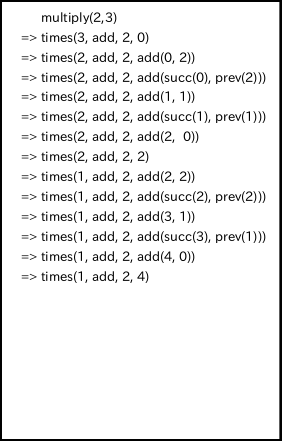 multiply(2,3)
=> times(3, add, 2, 0)
=> times(2, add, 2, add(0, 2))
=> times(2, add, 2, add(succ(0), prev(2)))
=> times(2, add, 2, add(1, 1))
=> times(2, add, 2, add(succ(1), prev(1)))
=> times(2, add, 2, add(2,  0))
=> times(2, add, 2, 2)
=> times(1, add, 2, add(2, 2))
=> times(1, add, 2, add(succ(2), prev(2)))
=> times(1, add, 2, add(3, 1))
=> times(1, add, 2, add(succ(3), prev(1)))
=> times(1, add, 2, add(4, 0))
=> times(1, add, 2, 4)